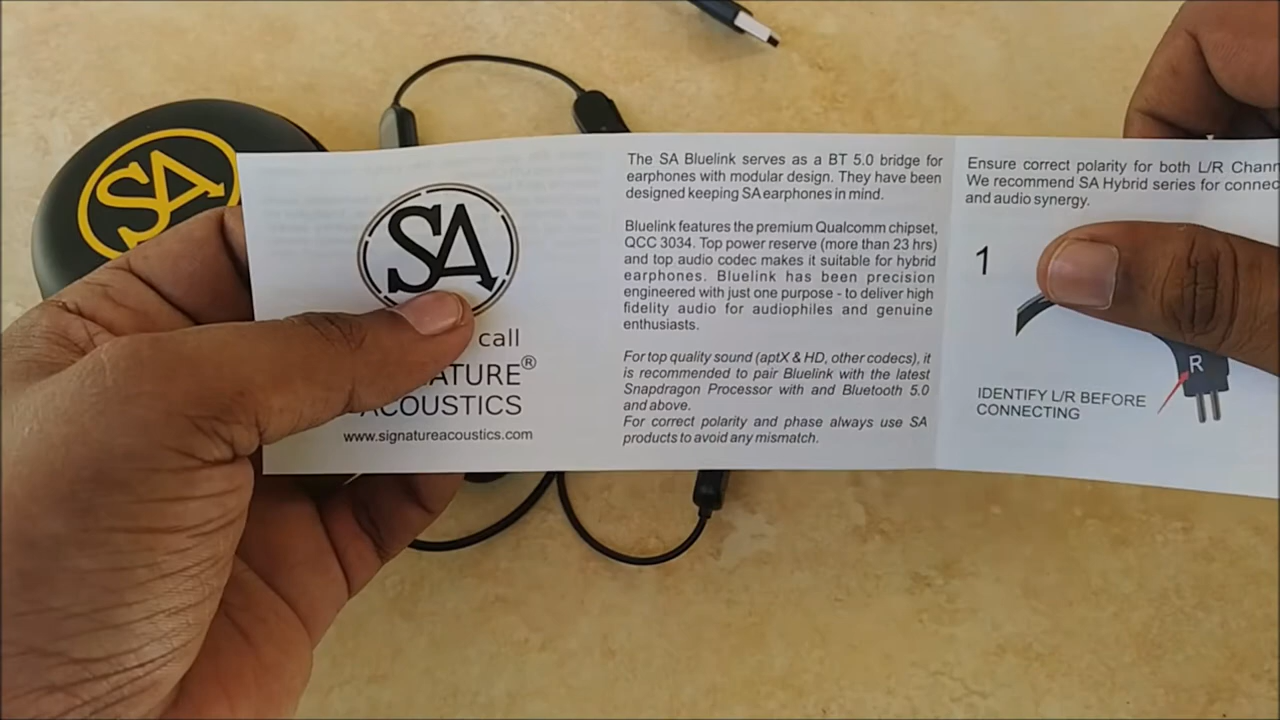 SA
SA
call
ATURE®
ACOUSTICS
www.signatureacoustics.com
The SA Bluelink serves as a BT 5.0 bridge for
earphones with modular design. They have been
designed keeping SA earphones in mind.
Bluelink features the premium Qualcomm chipset,
QCC 3034. Top power reserve (more than 23 hrs)
and top audio codec makes it suitable for hybrid
earphones. Bluelink has been precision
engineered with just one purpose - to deliver high
fidelity audio for audiophiles and genuine
enthusiasts.
For top quality sound (aptX & HD, other codecs), it
is recommended to pair Bluelink with the latest
Snapdragon Processor with and Bluetooth 5.0
and above.
For correct polarity and phase always use SA
products to avoid any mismatch.
Ensure correct polarity for both L/R Chann
We recommend SA Hybrid series for connec
and audio synergy.
1
R
IDENTIFY L/R BEFORE
CONNECTING